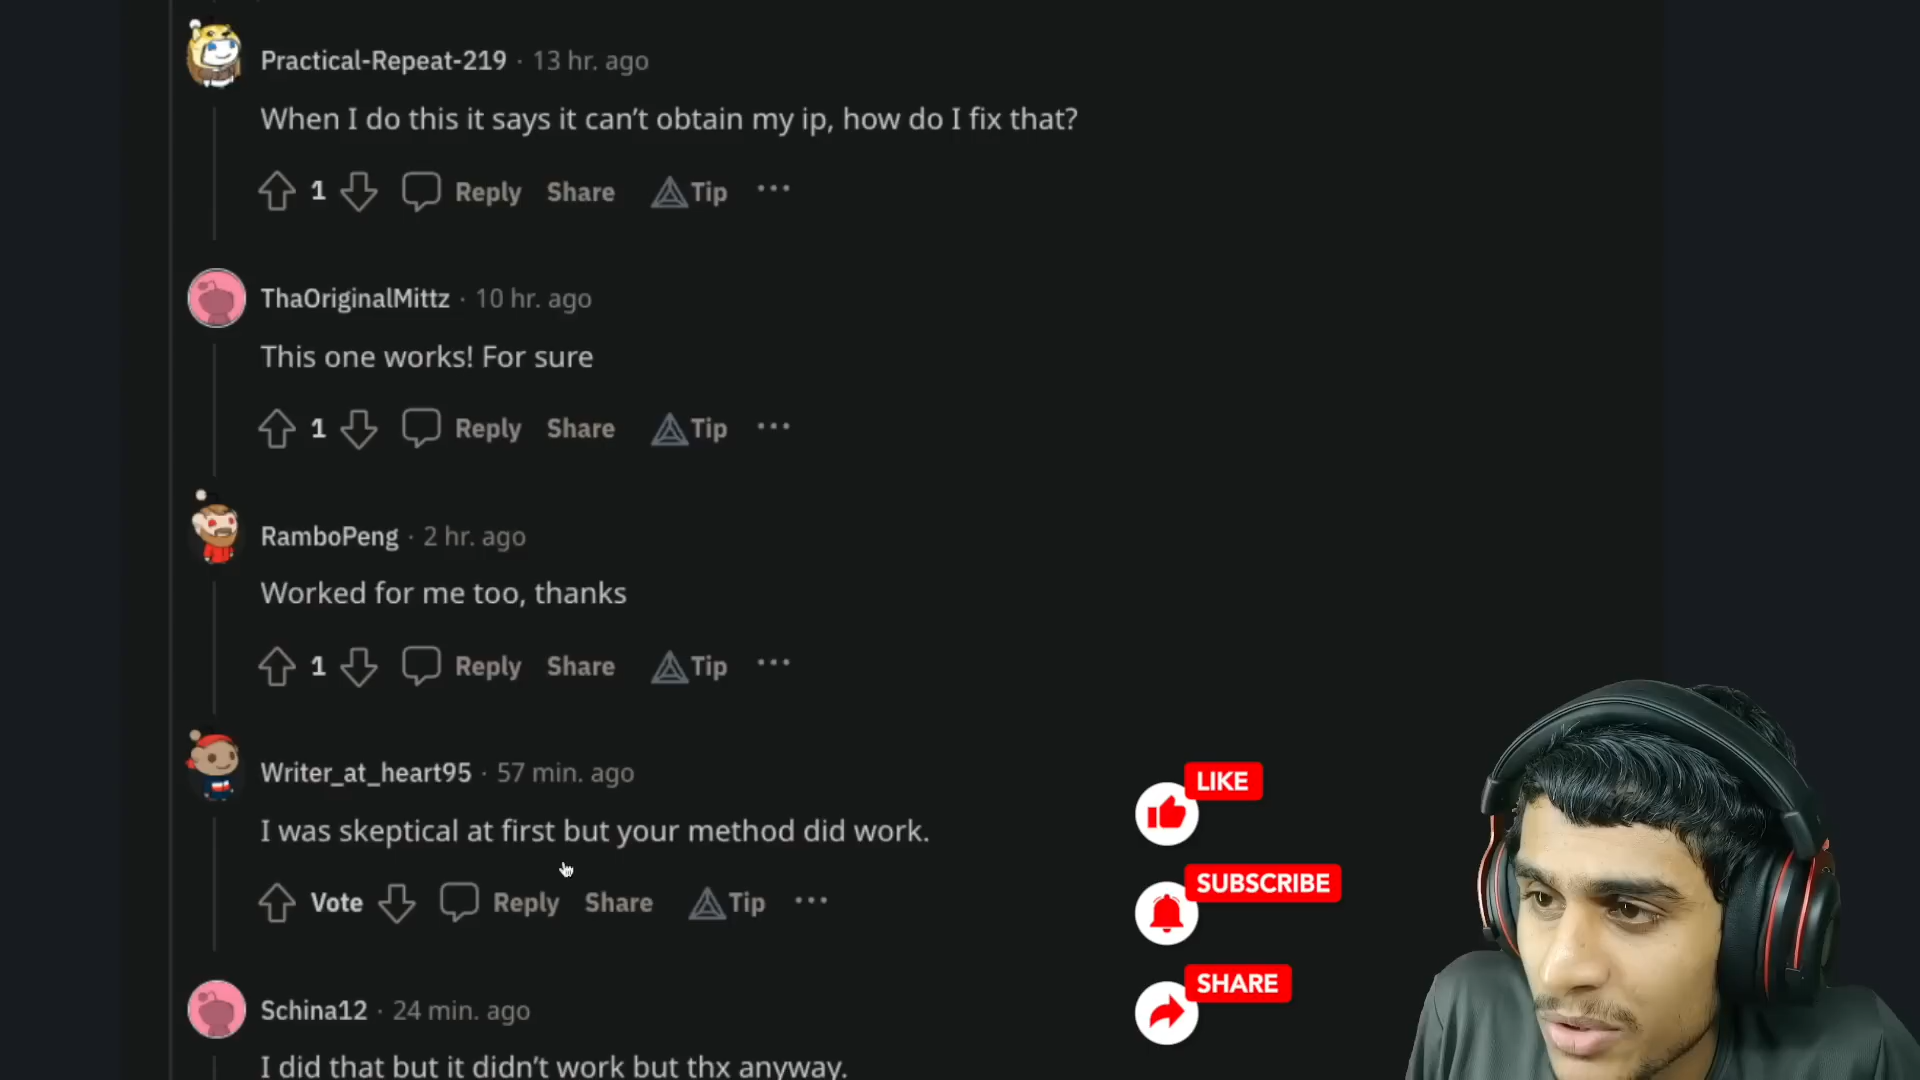 Practical-Repeat-219 · 13 hr. ago
When I do this it says it can't obtain my ip, how do I fix that?
1 Reply Share Tip ···
ThaOriginalMittz · 10 hr. ago
This one works! For sure
1 Reply Share Tip ···
RamboPeng · 2 hr. ago
Worked for me too, thanks
1 Reply Share Tip ···
Writer_at_heart95 · 57 min. ago
I was skeptical at first but your method did work.
Vote Reply Share Tip ···
Schina12 · 24 min. ago
I did that but it didn't work but thx anyway.
LIKE
SUBSCRIBE
SHARE